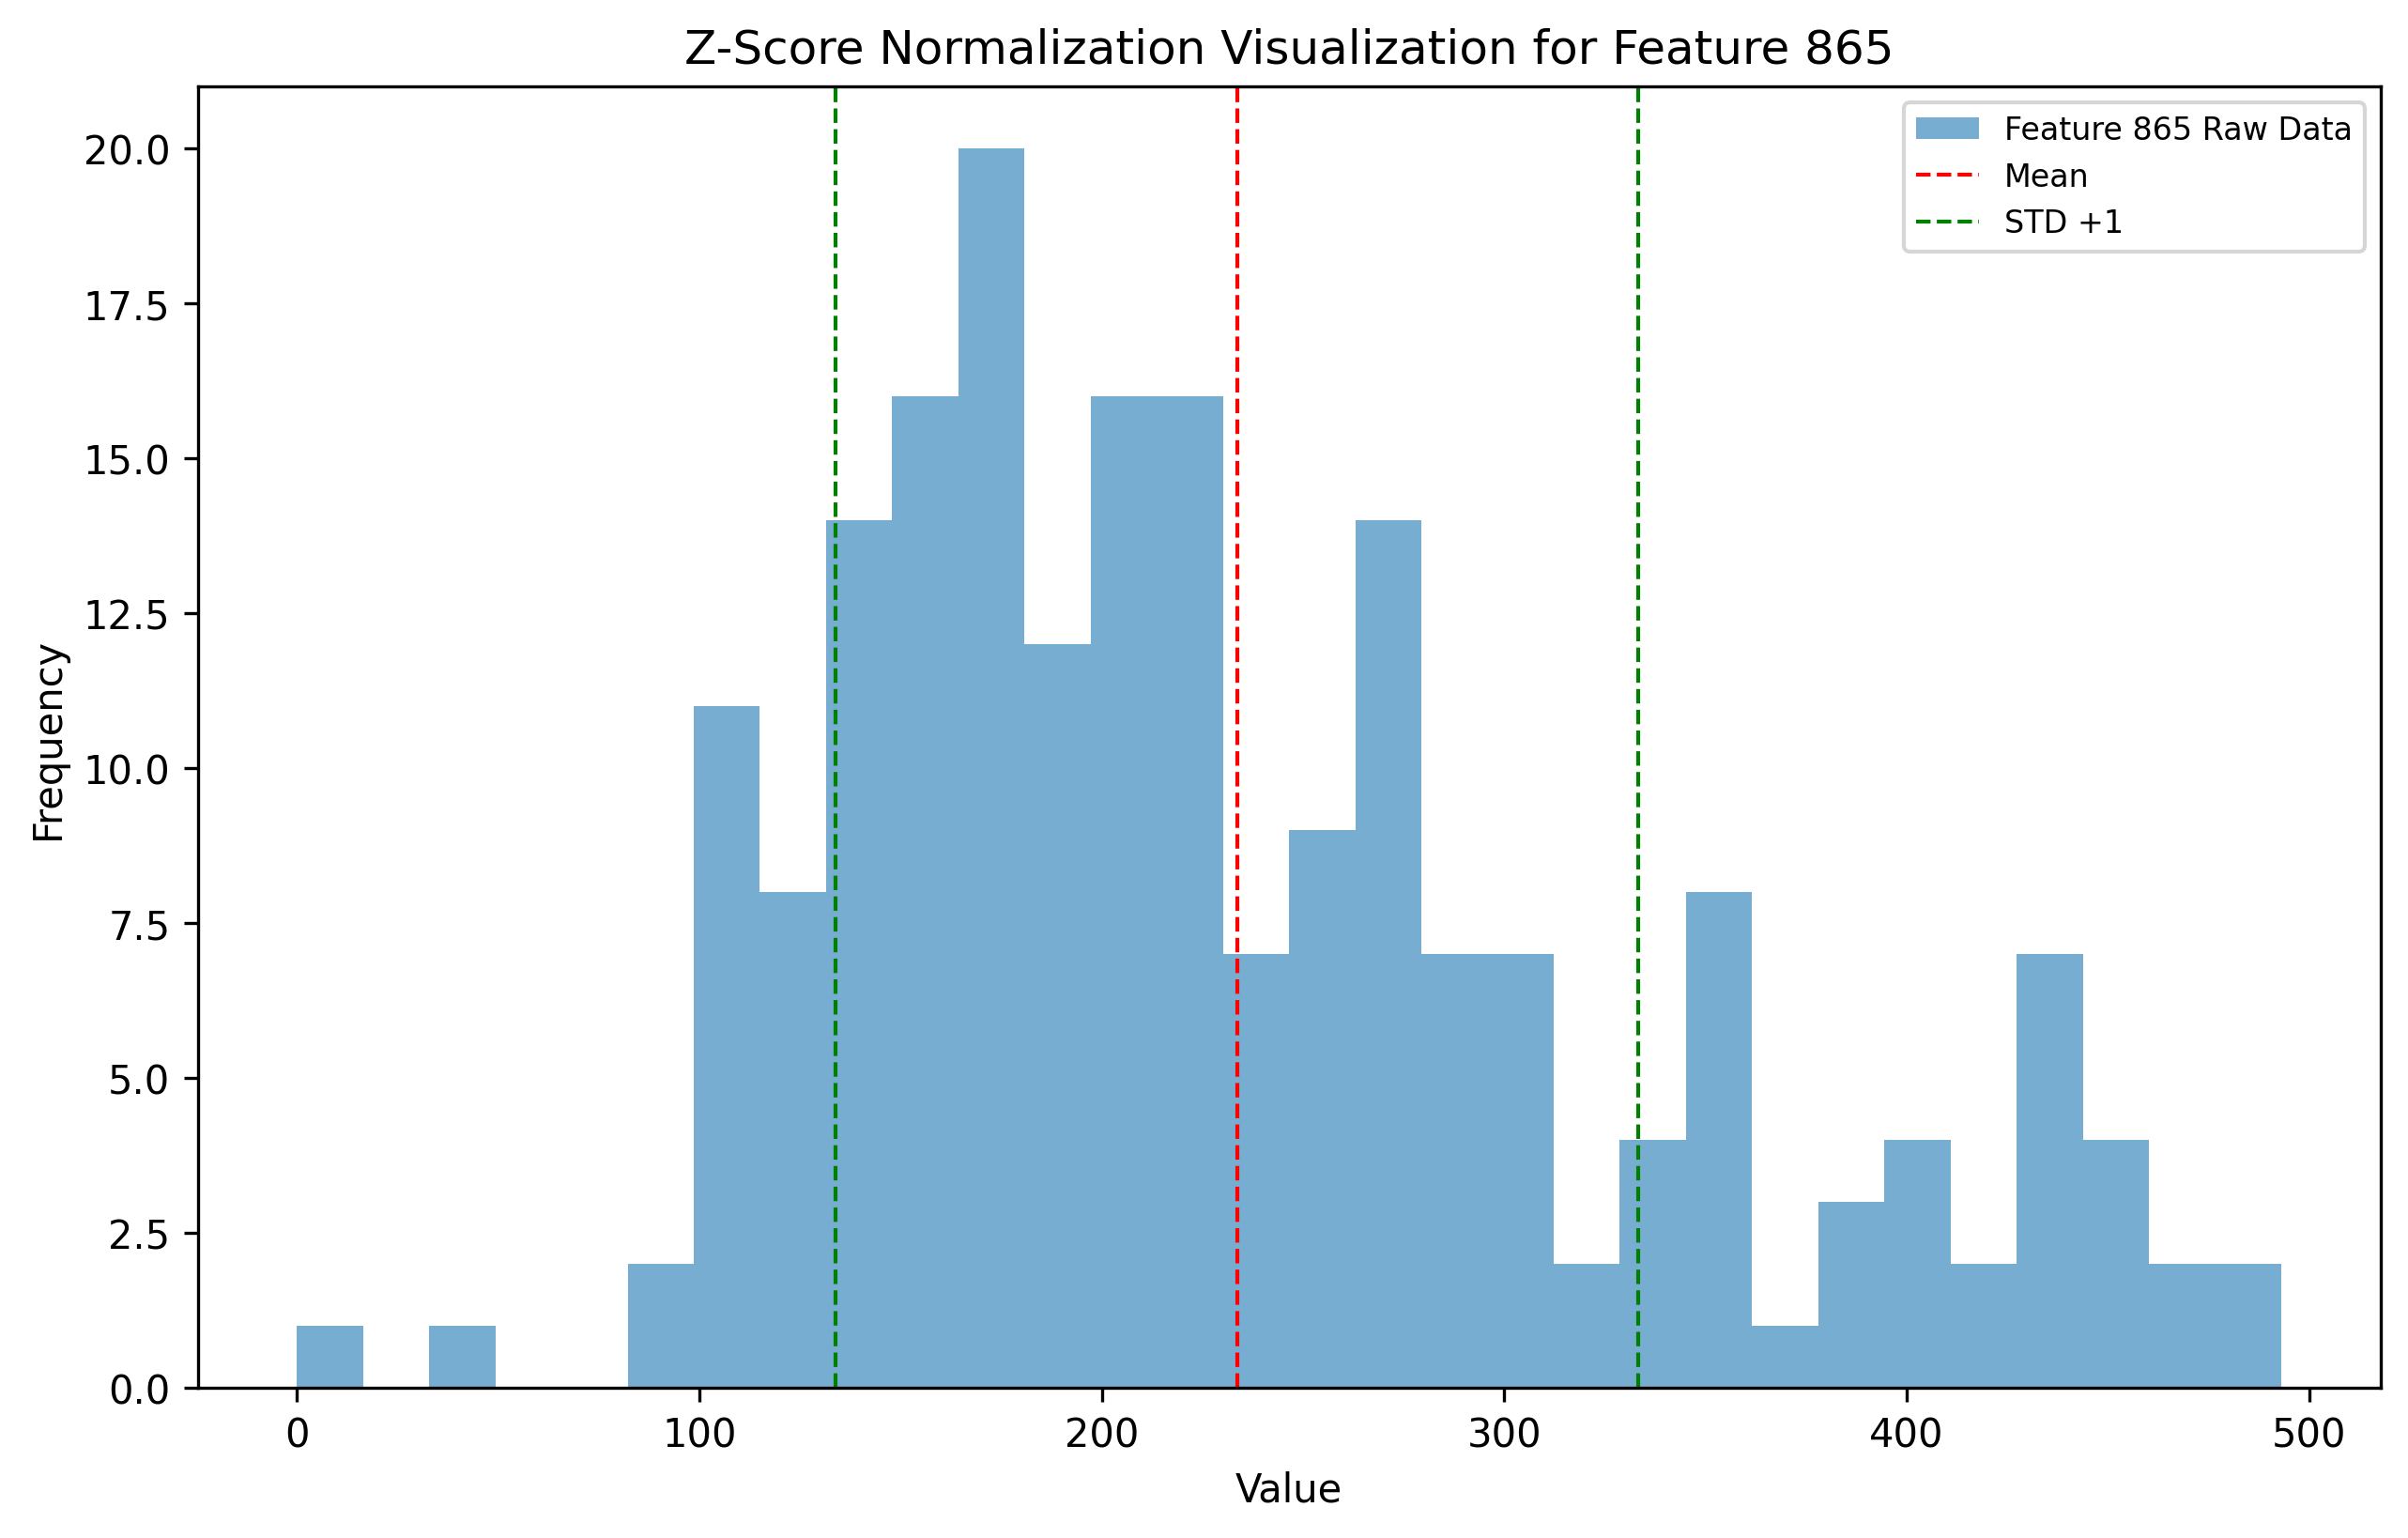 Z-Score Normalization Visualization for Feature 865
Feature 865 Raw Data
Mean
STD +1
20.0
17.5
15.0
12.5
10.0
7.5
5.0
2.5
0.0
Frequency
0 100 200 300 400 500
Value